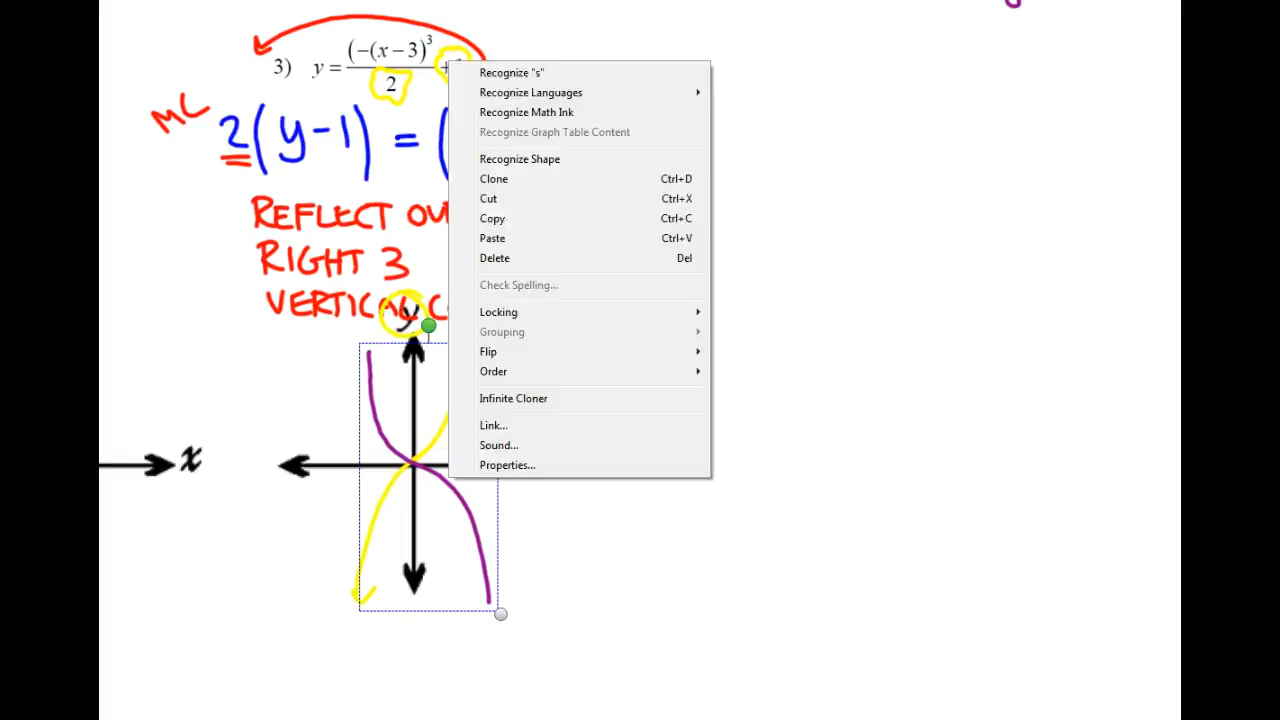 3) y = (-(x-3)^3 / 2 +
MC
2(y-1) = (
REFLECT
RIGHT 3
VERTICAL
y
x
Recognize "s"
Recognize Languages
Recognize Math Ink
Recognize Graph Table Content
Recognize Shape
Clone Ctrl+D
Cut Ctrl+X
Copy Ctrl+C
Paste Ctrl+V
Delete Del
Check Spelling...
Locking
Grouping
Flip
Order
Infinite Cloner
Link...
Sound...
Properties...